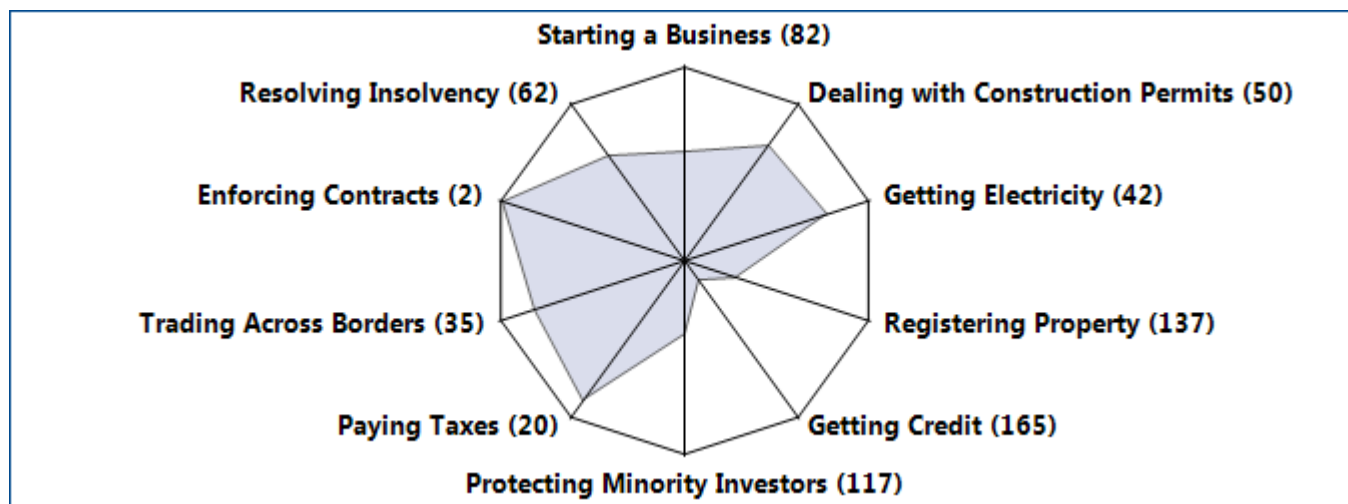 Starting a Business (82)
Resolving Insolvency (62)
Dealing with Construction Permits (50)
Enforcing Contracts (2)
Getting Electricity (42)
Trading Across Borders (35)
Registering Property (137)
Paying Taxes (20)
Getting Credit (165)
Protecting Minority Investors (117)